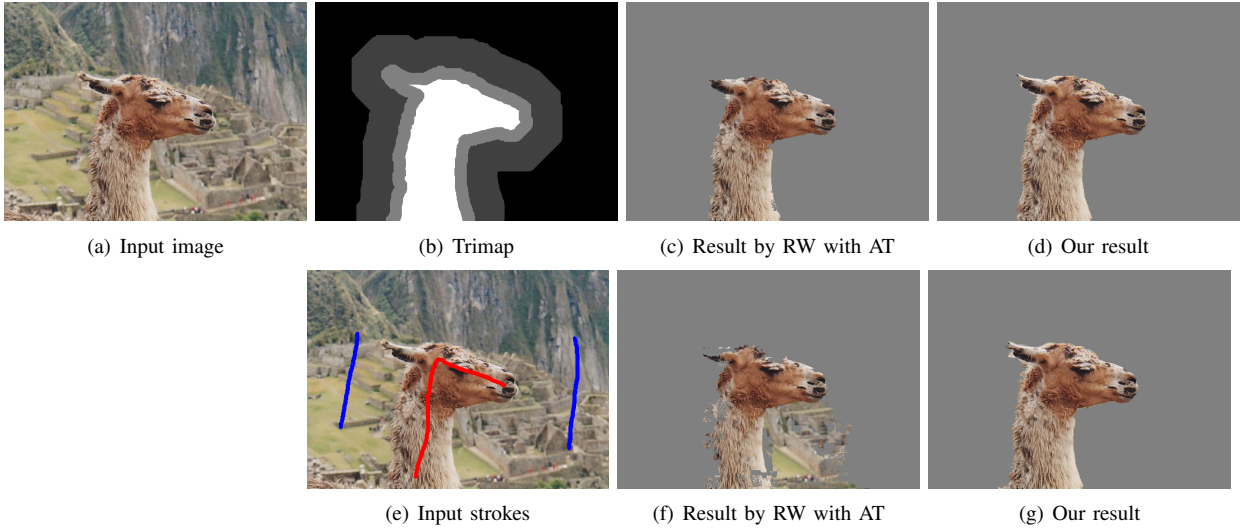 (a) Input image
(b) Trimap
(c) Result by RW with AT
(d) Our result
(e) Input strokes
(f) Result by RW with AT
(g) Our result